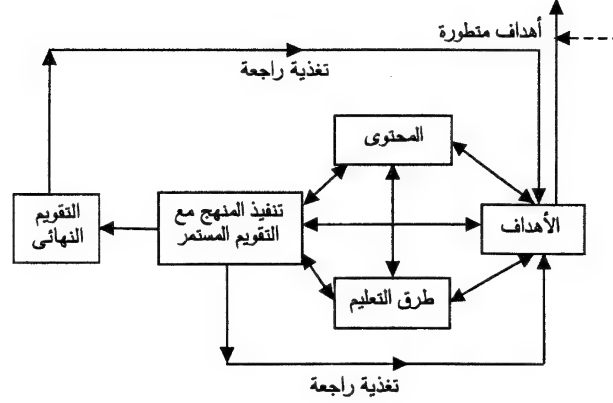 أهداف متطورة
تغذية راجعة
المحتوى
الأهداف
تنفيذ المنهج مع
التقويم المستمر
التقويم
النهائى
طرق التعليم
تغذية راجعة